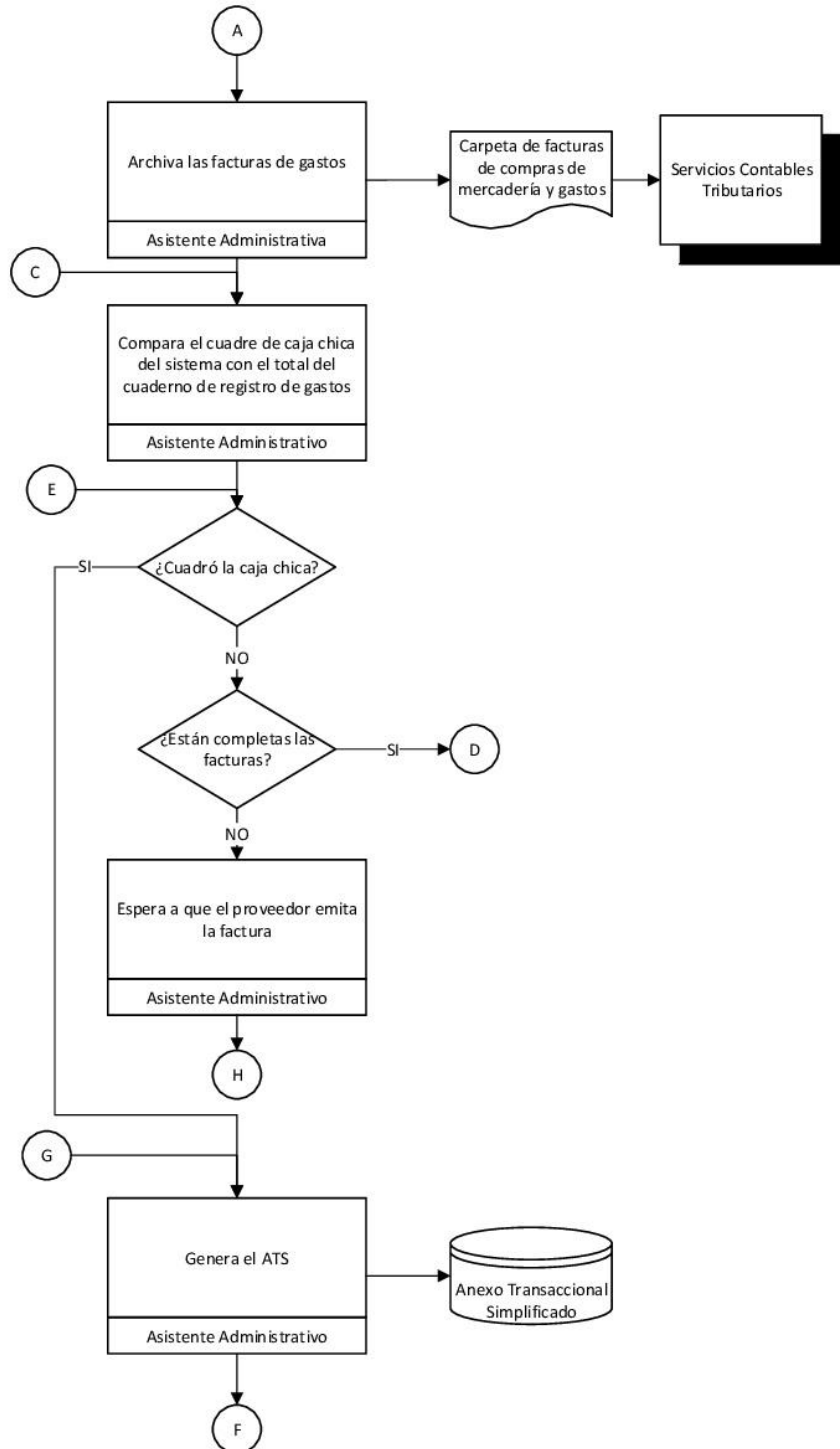 A
Archiva las facturas de gastos
Asistente Administrativa
Carpeta de facturas
de compras de
mercadería y gastos
Servicios Contables
Tributarios
C
Compara el cuadre de caja chica
del sistema con el total del
cuaderno de registro de gastos
Asistente Administrativo
E
¿Cuadró la caja chica?
SI
NO
¿Están completas las
facturas?
SI
D
NO
Espera a que el proveedor emita
la factura
Asistente Administrativo
H
G
Genera el ATS
Asistente Administrativo
Anexo Transaccional
Simplificado
F